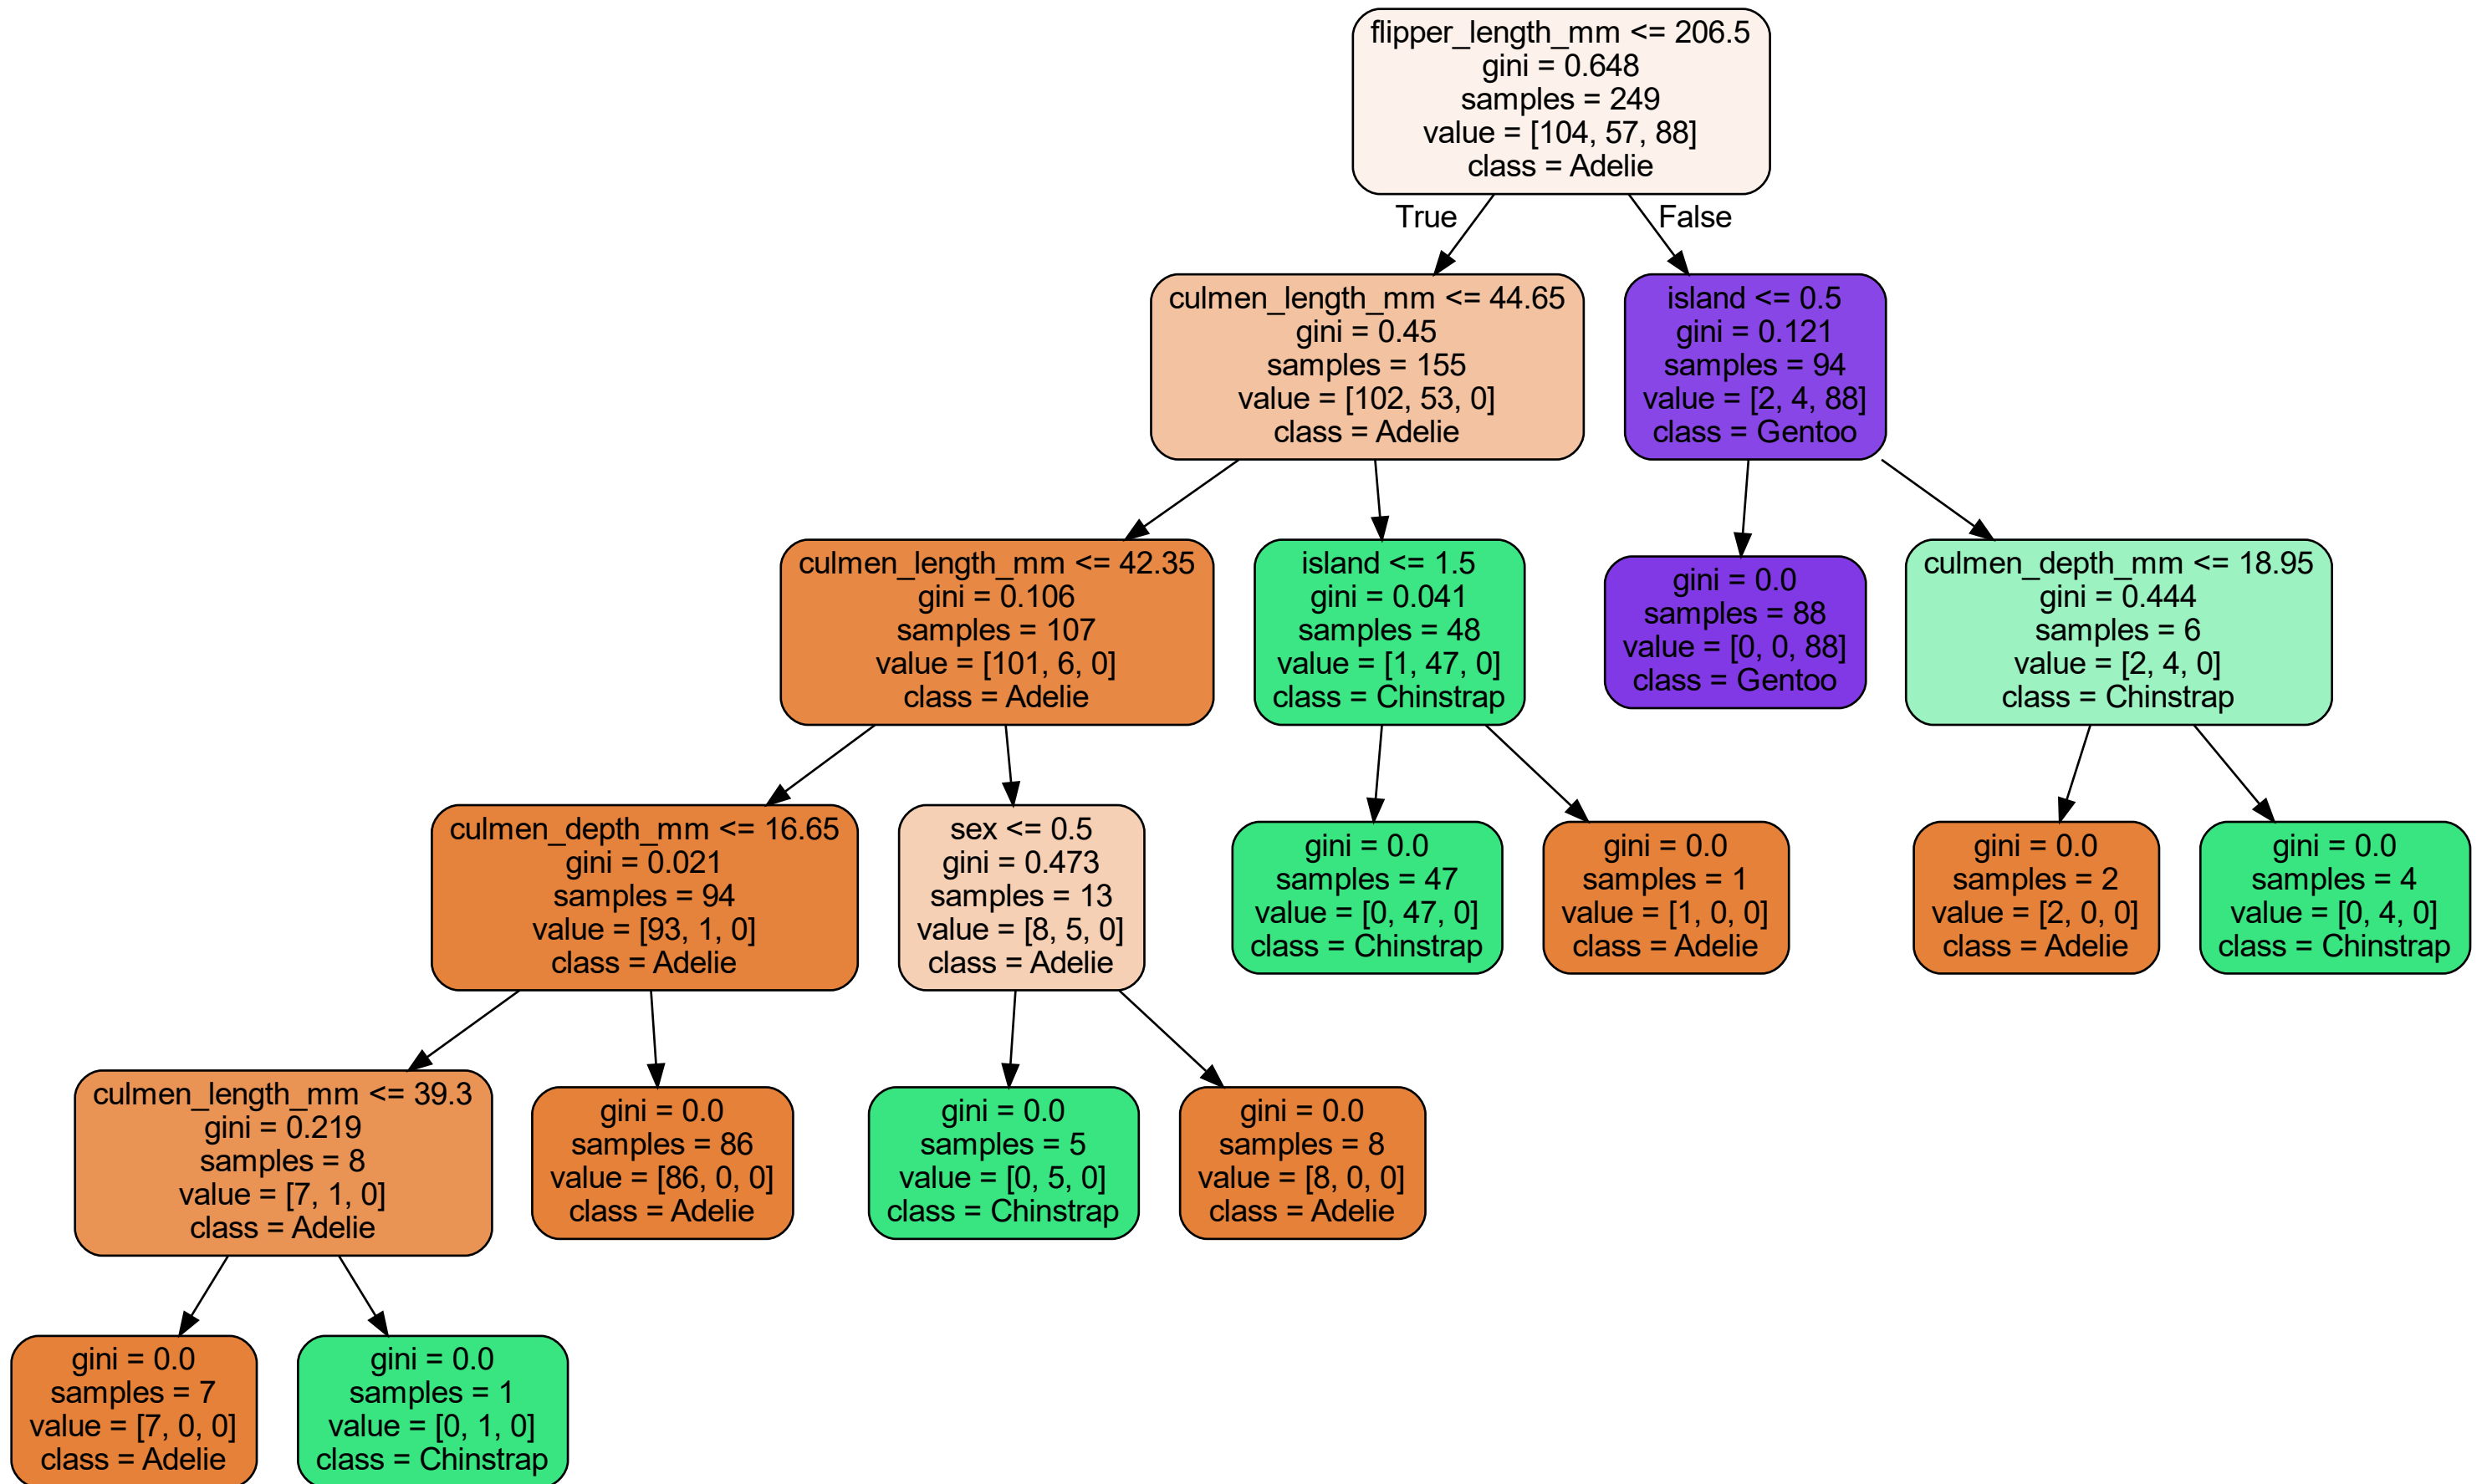 flipper_length_mm <= 206.5
gini = 0.648
samples = 249
value = [104, 57, 88]
class = Adelie
True
False
culmen_length_mm <= 44.65
gini = 0.45
samples = 155
value = [102, 53, 0]
class = Adelie
island <= 0.5
gini = 0.121
samples = 94
value = [2, 4, 88]
class = Gentoo
culmen_length_mm <= 42.35
gini = 0.106
samples = 107
value = [101, 6, 0]
class = Adelie
island <= 1.5
gini = 0.041
samples = 48
value = [1, 47, 0]
class = Chinstrap
gini = 0.0
samples = 88
value = [0, 0, 88]
class = Gentoo
culmen_depth_mm <= 18.95
gini = 0.444
samples = 6
value = [2, 4, 0]
class = Chinstrap
culmen_depth_mm <= 16.65
gini = 0.021
samples = 94
value = [93, 1, 0]
class = Adelie
sex <= 0.5
gini = 0.473
samples = 13
value = [8, 5, 0]
class = Adelie
gini = 0.0
samples = 47
value = [0, 47, 0]
class = Chinstrap
gini = 0.0
samples = 1
value = [1, 0, 0]
class = Adelie
gini = 0.0
samples = 2
value = [2, 0, 0]
class = Adelie
gini = 0.0
samples = 4
value = [0, 4, 0]
class = Chinstrap
culmen_length_mm <= 39.3
gini = 0.219
samples = 8
value = [7, 1, 0]
class = Adelie
gini = 0.0
samples = 86
value = [86, 0, 0]
class = Adelie
gini = 0.0
samples = 5
value = [0, 5, 0]
class = Chinstrap
gini = 0.0
samples = 8
value = [8, 0, 0]
class = Adelie
gini = 0.0
samples = 7
value = [7, 0, 0]
class = Adelie
gini = 0.0
samples = 1
value = [0, 1, 0]
class = Chinstrap